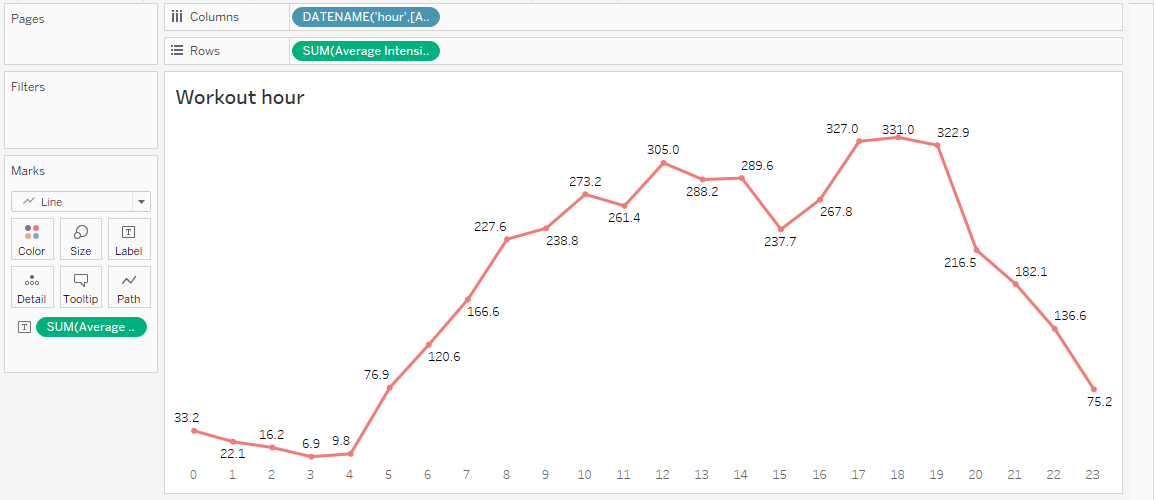 Pages
Columns
DATENAME('hour',[A..
Rows
SUM(Average Intensi..
Filters
Marks
Line
Color
Size
Label
Detail
Tooltip
Path
SUM(Average ..
Workout hour
33.2
22.1
16.2
6.9
9.8
76.9
120.6
166.6
227.6
238.8
273.2
261.4
305.0
288.2
289.6
237.7
267.8
327.0
331.0
322.9
216.5
182.1
136.6
75.2
0 1 2 3 4 5 6 7 8 9 10 11 12 13 14 15 16 17 18 19 20 21 22 23